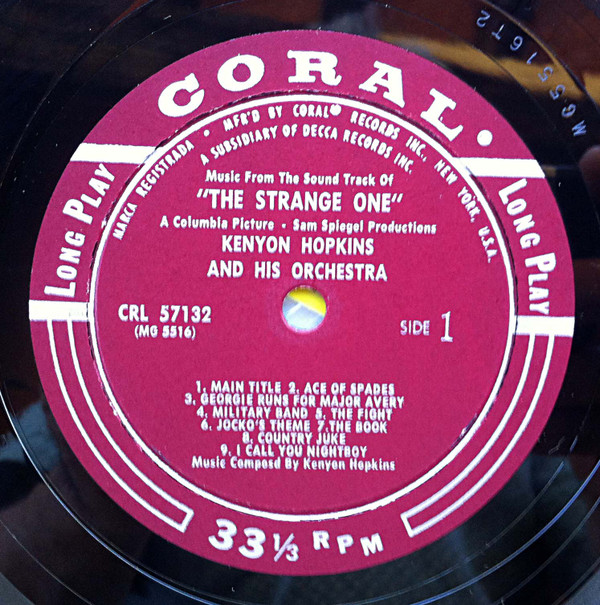 CORAL®
MARCA REGISTRADA • MFR'D BY CORAL® RECORDS INC., NEW YORK, U.S.A.
A SUBSIDIARY OF DECCA RECORDS INC.
LONG PLAY
LONG PLAY
Music From The Sound Track Of
"THE STRANGE ONE"
A Columbia Picture - Sam Spiegel Productions
KENYON HOPKINS
AND HIS ORCHESTRA
CRL 57132
(MG 5516)
SIDE 1
1. MAIN TITLE 2. ACE OF SPADES
3. GEORGIE RUNS FOR MAJOR AVERY
4. MILITARY BAND 5. THE FIGHT
6. JOCKO'S THEME 7.THE BOOK
8. COUNTRY JUKE
9. I CALL YOU NIGHTBOY
Music Composed By Kenyon Hopkins
33⅓ RPM
MG5516T2